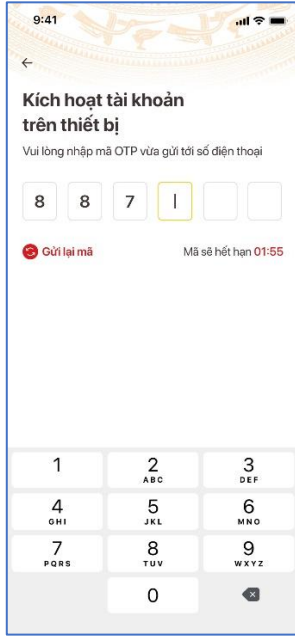 9:41
Kích hoạt tài khoản
trên thiết bị
Vui lòng nhập mã OTP vừa gửi tới số điện thoại
8 8 7
Gửi lại mã Mã sẽ hết hạn 01:55
1 2 3
ABC DEF
4 5 6
GHI JKL MNO
7 8 9
PQRS TUV WXYZ
0